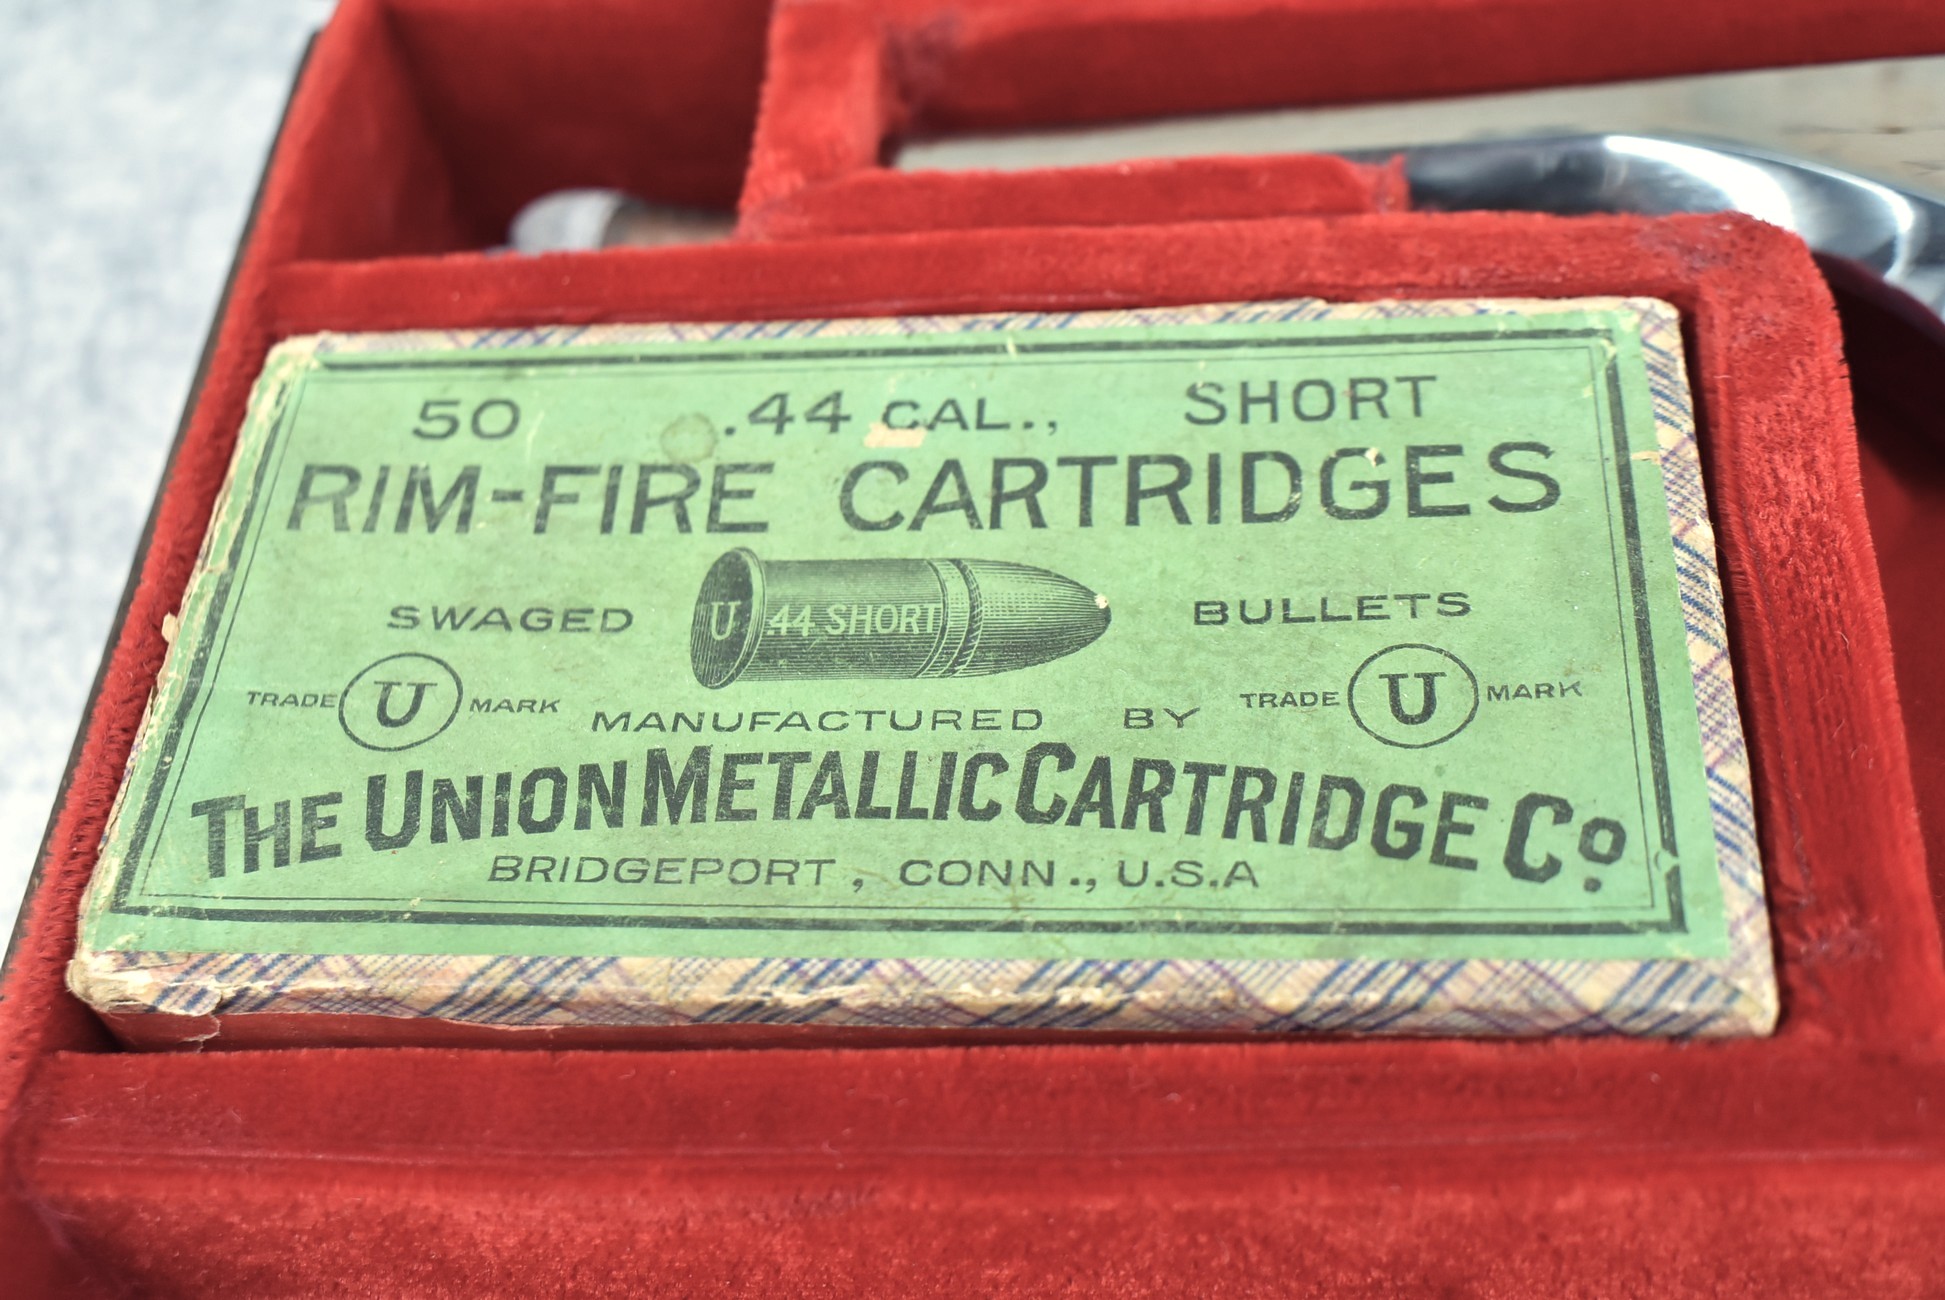 50 .44 CAL., SHORT
RIM-FIRE CARTRIDGES
SWAGED U .44 SHORT BULLETS
TRADE U MARK MANUFACTURED BY TRADE U MARK
THE UNION METALLIC CARTRIDGE Co.
BRIDGEPORT, CONN., U.S.A